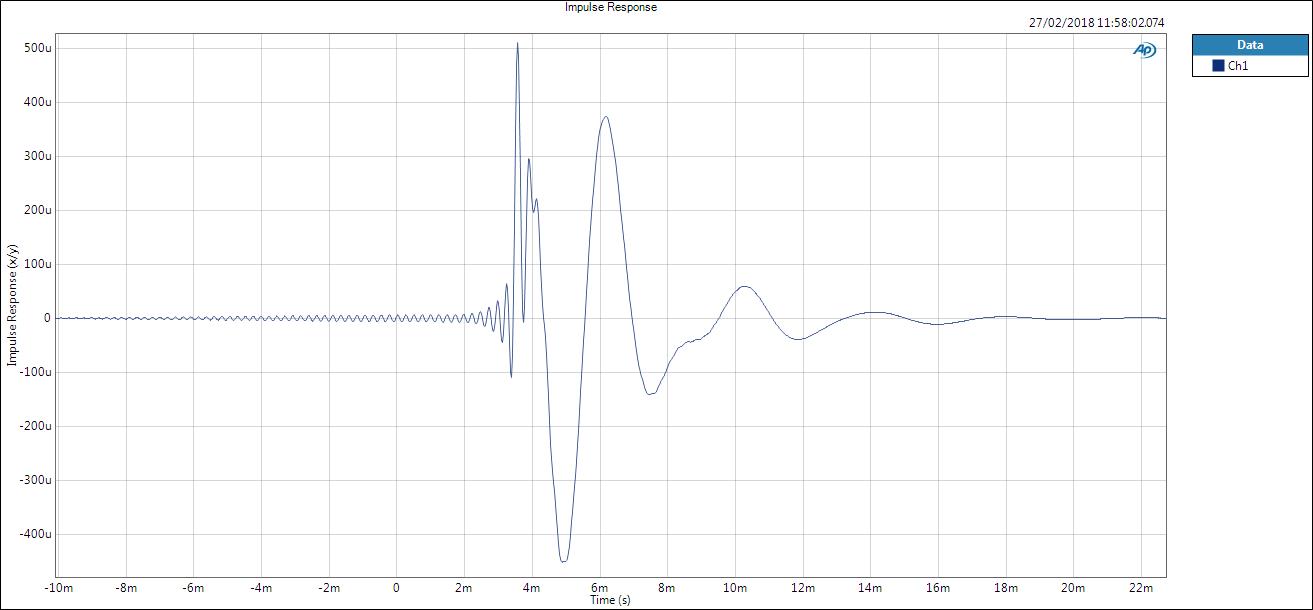 Impulse Response
27/02/2018 11:58:02.074
Data
Ch1
AP
Impulse Response (x/y)
500u
400u
300u
200u
100u
0
-100u
-200u
-300u
-400u
-10m -8m -6m -4m -2m 0 2m 4m 6m 8m 10m 12m 14m 16m 18m 20m 22m
Time (s)